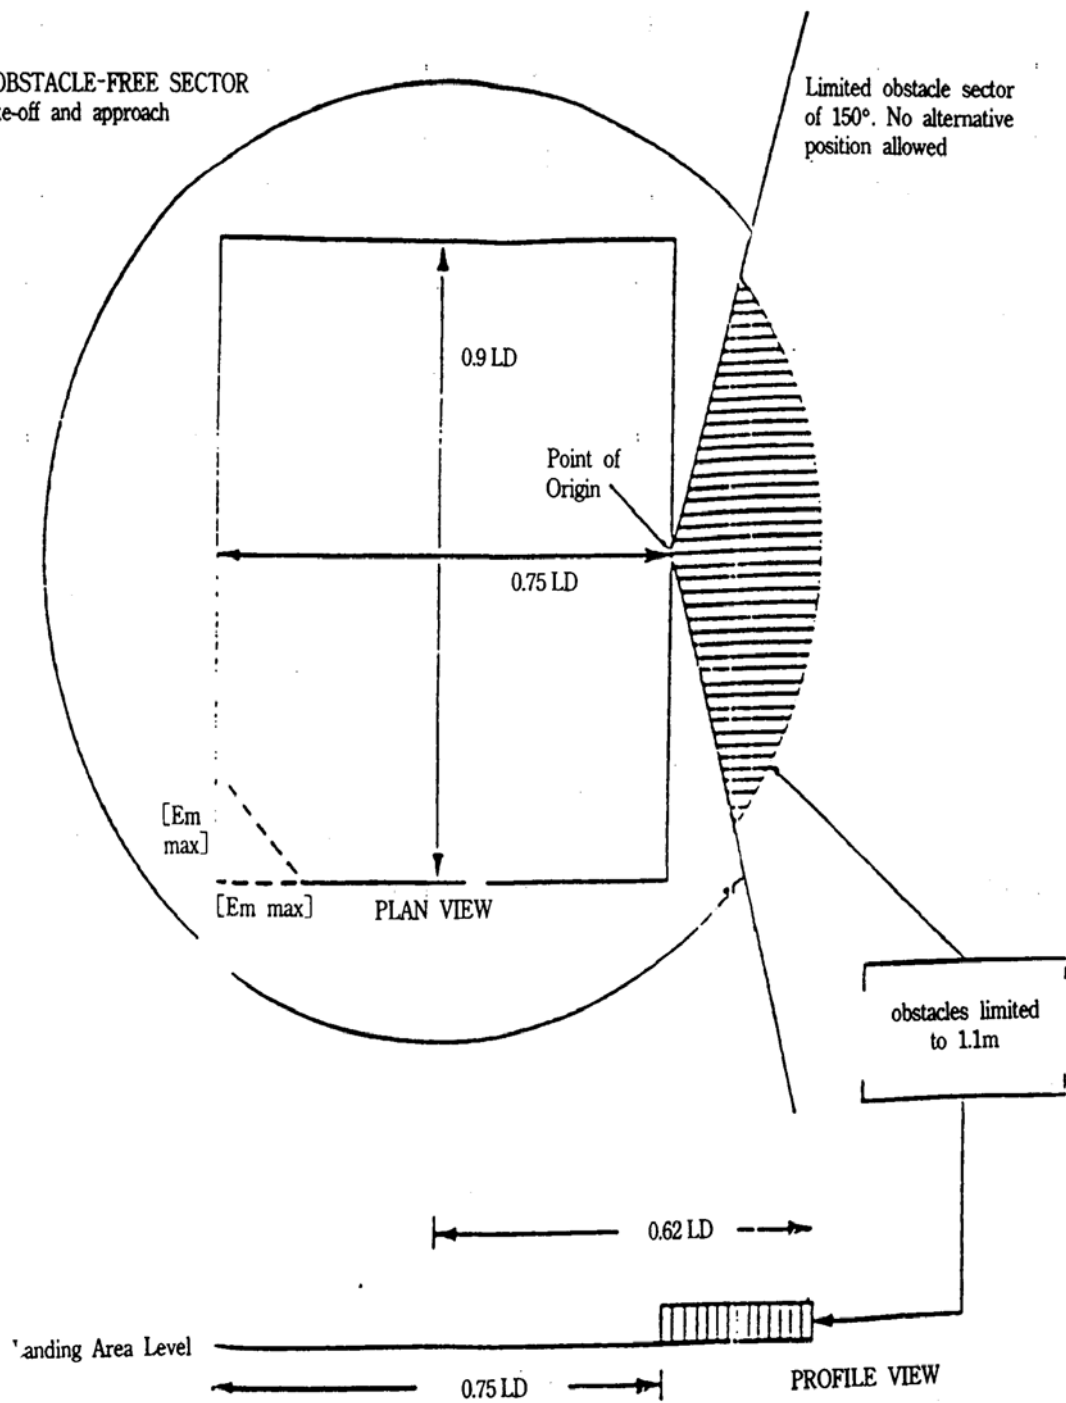 OBSTACLE-FREE SECTOR
and approach
Limited obstacle sector
of 150°. No alternative
position allowed
0.9 LD
Point of
Origin
0.75 LD
[Em
max]
[Em max]
PLAN VIEW
obstacles limited
to 1.1m
0.62 LD
anding Area Level
0.75 LD
PROFILE VIEW